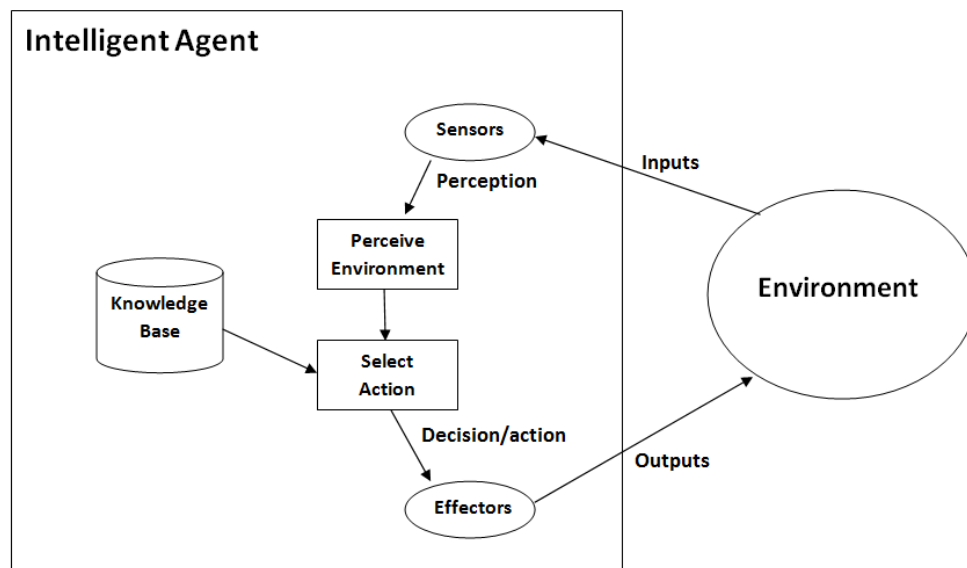 Intelligent Agent
Sensors
Inputs
Perception
Perceive
Environment
Environment
Knowledge
Base
Select
Action
Decision/action
Outputs
Effectors